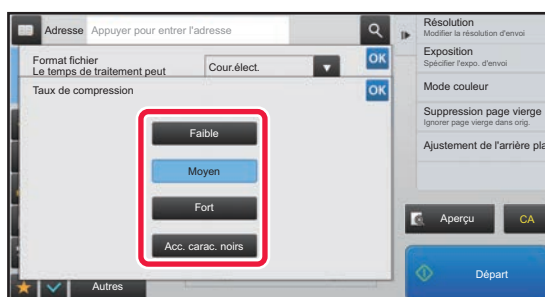 Adresse Appuyer pour entrer l'adresse
Format fichier
Le temps de traitement peut
Cour.élect.
OK
Taux de compression
OK
Faible
Moyen
Fort
Acc. carac. noirs
Autres
Résolution
Modifier la résolution d'envoi
Exposition
Spécifier l'expo. d'envoi
Mode couleur
Suppression page vierge
Ignorer page vierge dans orig.
Ajustement de l'arrière pla
Aperçu
CA
Départ